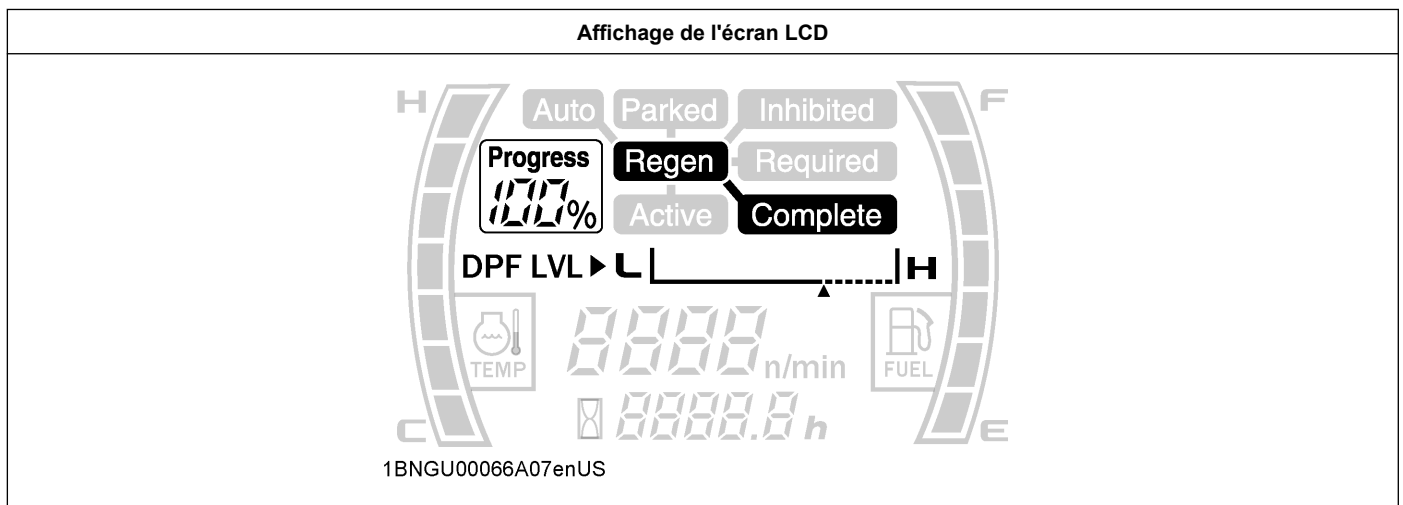 Affichage de l'écran LCD
H Auto Parked Inhibited F
Progress Regen Required
100% Active Complete
DPF LVL ▶ L H
TEMP 8888 n/min FUEL
C 8888.8 h E
1BNGU00066A07enUS